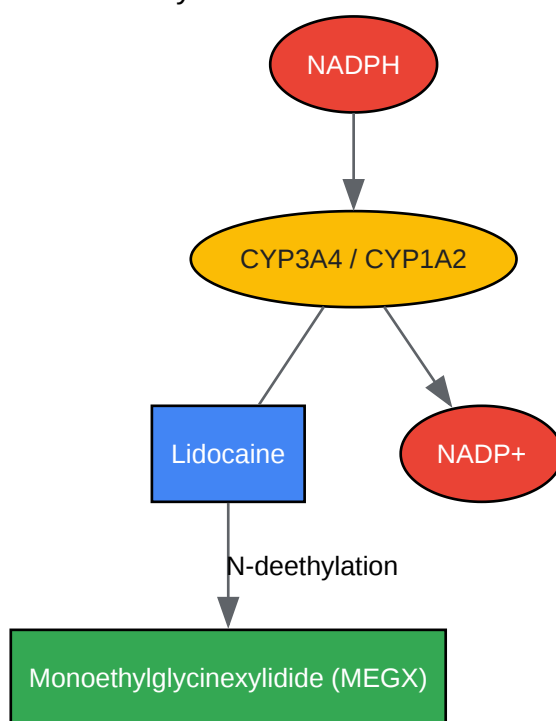 NADPH
CYP3A4 / CYP1A2
Lidocaine
NADP+
N-deethylation
Monoethylglycinexylidide (MEGX)